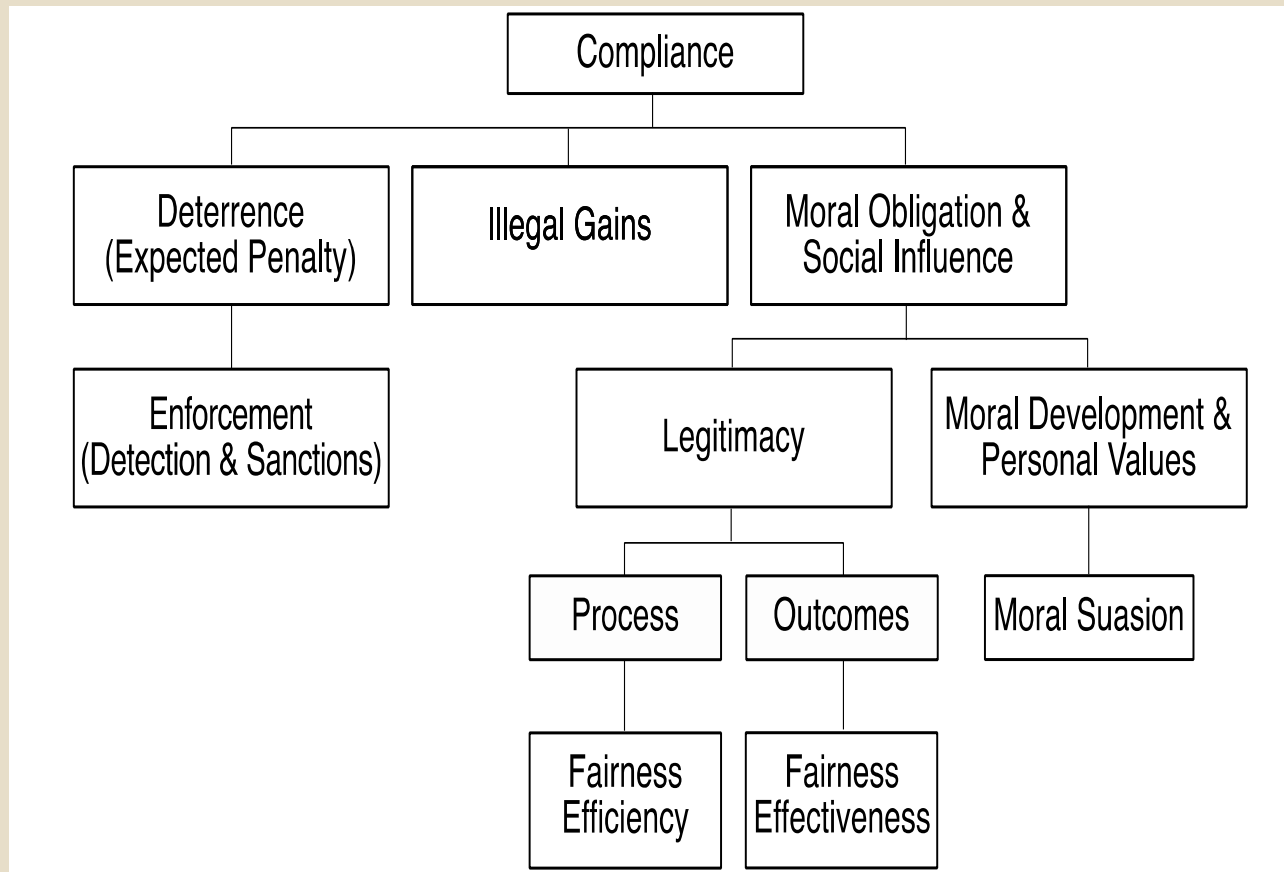 Compliance
Deterrence
(Expected Penalty)
Illegal Gains
Moral Obligation &
Social Influence
Enforcement
(Detection & Sanctions)
Legitimacy
Moral Development &
Personal Values
Process
Outcomes
Moral Suasion
Fairness
Efficiency
Fairness
Effectiveness